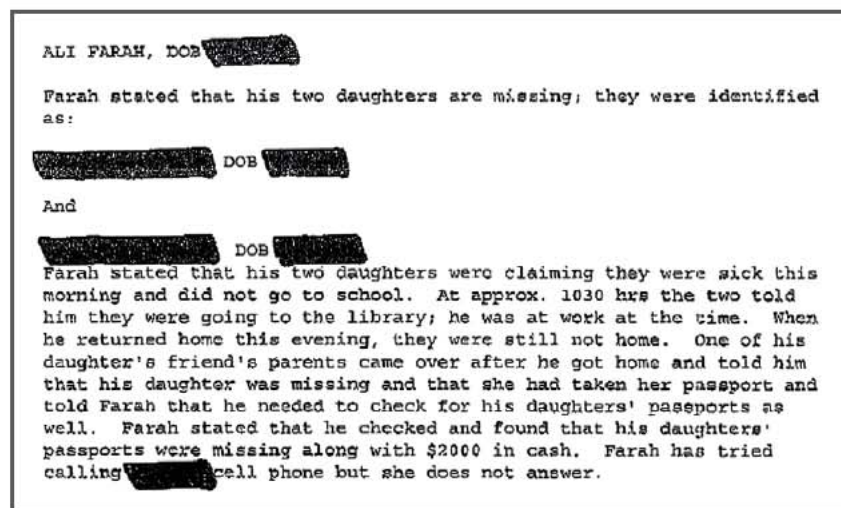 ALI FARAH, DOB
Farah stated that his two daughters are missing; they were identified
as:
DOB
And
DOB
Farah stated that his two daughters were claiming they were sick this
morning and did not go to school. At approx. 1030 hrs the two told
him they were going to the library; he was at work at the time. When
he returned home this evening, they were still not home. One of his
daughter's friend's parents came over after he got home and told him
that his daughter was missing and that she had taken her passport and
told Farah that he needed to check for his daughters' passports as
well. Farah stated that he checked and found that his daughters'
passports were missing along with $2000 in cash. Farah has tried
calling cell phone but she does not answer.